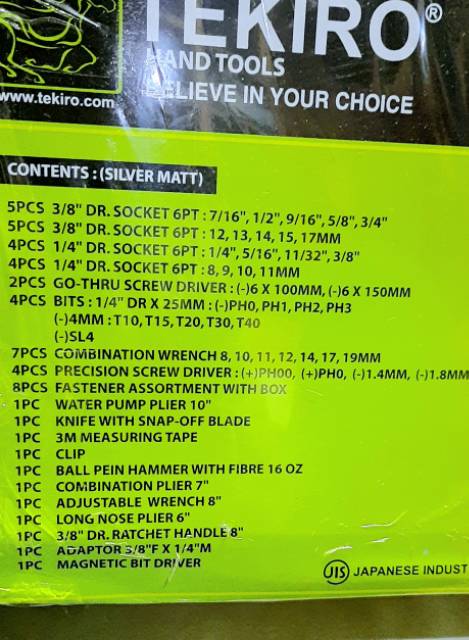 TEKIRO®
HAND TOOLS
www.tekiro.com
BELIEVE IN YOUR CHOICE
CONTENTS : (SILVER MATT)
5PCS 3/8" DR. SOCKET 6PT : 7/16", 1/2", 9/16", 5/8", 3/4"
5PCS 3/8" DR. SOCKET 6PT : 12, 13, 14, 15, 17MM
4PCS 1/4" DR. SOCKET 6PT : 1/4", 5/16", 11/32", 3/8"
4PCS 1/4" DR. SOCKET 6PT : 8, 9, 10, 11MM
2PCS GO-THRU SCREW DRIVER : (-)6 X 100MM, (-)6 X 150MM
4PCS BITS : 1/4" DR X 25MM : (-)PH0, PH1, PH2, PH3
(-)4MM : T10, T15, T20, T30, T40
(-)SL4
7PCS COMBINATION WRENCH 8, 10, 11, 12, 14, 17, 19MM
4PCS PRECISION SCREW DRIVER : (+)PH00, (+)PH0, (-)1.4MM, (-)1.8MM
8PCS FASTENER ASSORTMENT WITH BOX
1PC WATER PUMP PLIER 10"
1PC KNIFE WITH SNAP-OFF BLADE
1PC 3M MEASURING TAPE
1PC CLIP
1PC BALL PEIN HAMMER WITH FIBRE 16 OZ
1PC COMBINATION PLIER 7"
1PC ADJUSTABLE WRENCH 8"
1PC LONG NOSE PLIER 6"
1PC 3/8" DR. RATCHET HANDLE 8"
1PC ADAPTOR 3/8"F X 1/4"M
1PC MAGNETIC BIT DRIVER
JIS JAPANESE INDUST